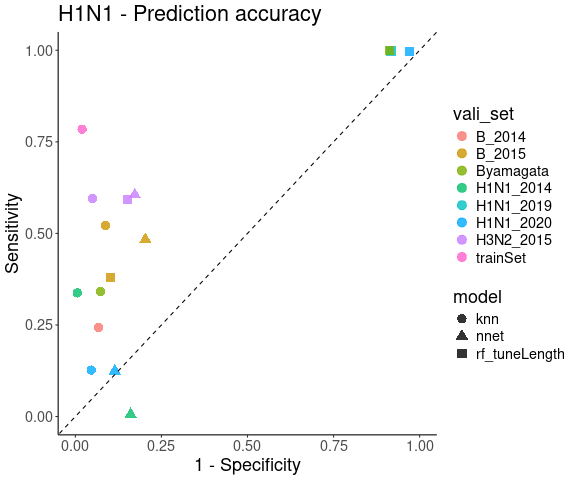 H1N1 - Prediction accuracy
Sensitivity
1.00
0.75
0.50
0.25
0.00
0.00 0.25 0.50 0.75 1.00
1 - Specificity
vali_set
B_2014
B_2015
Byamagata
H1N1_2014
H1N1_2019
H1N1_2020
H3N2_2015
trainSet
model
knn
nnet
rf_tuneLength